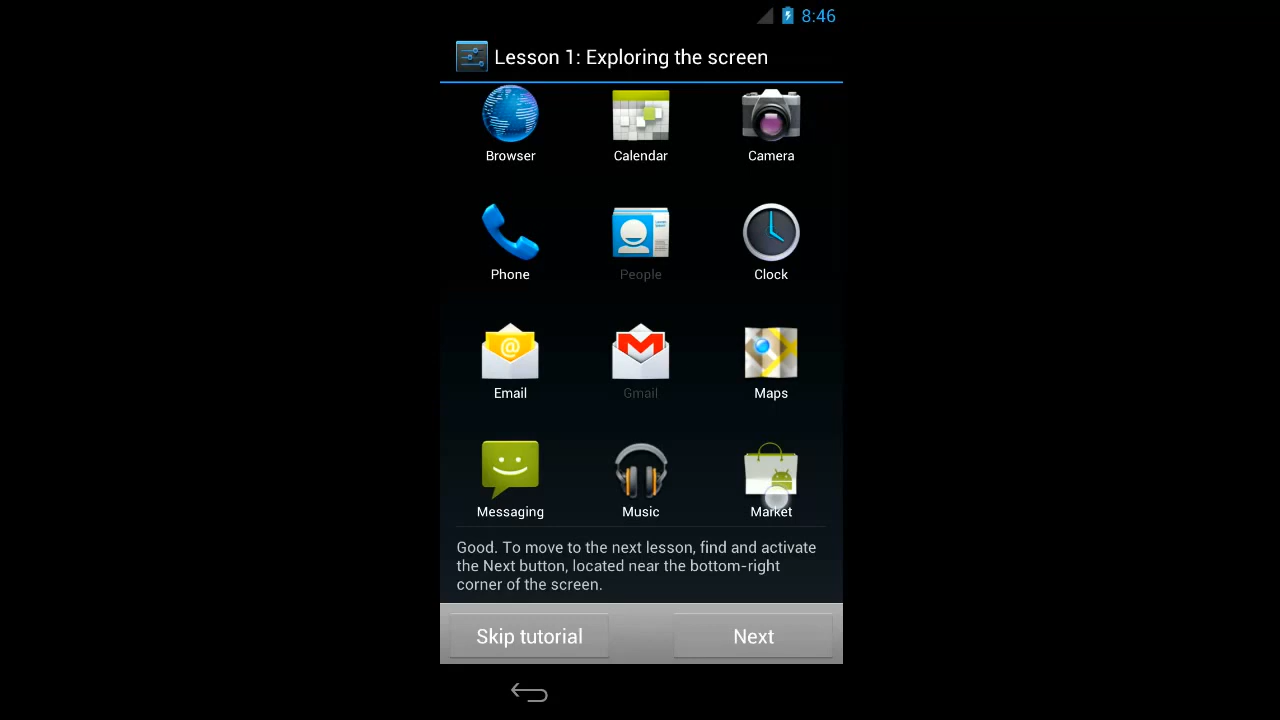 8:46
Lesson 1: Exploring the screen
Browser Calendar Camera
Phone People Clock
@
Email Gmail Maps
Messaging Music Market
Good. To move to the next lesson, find and activate
the Next button, located near the bottom-right
corner of the screen.
Skip tutorial Next